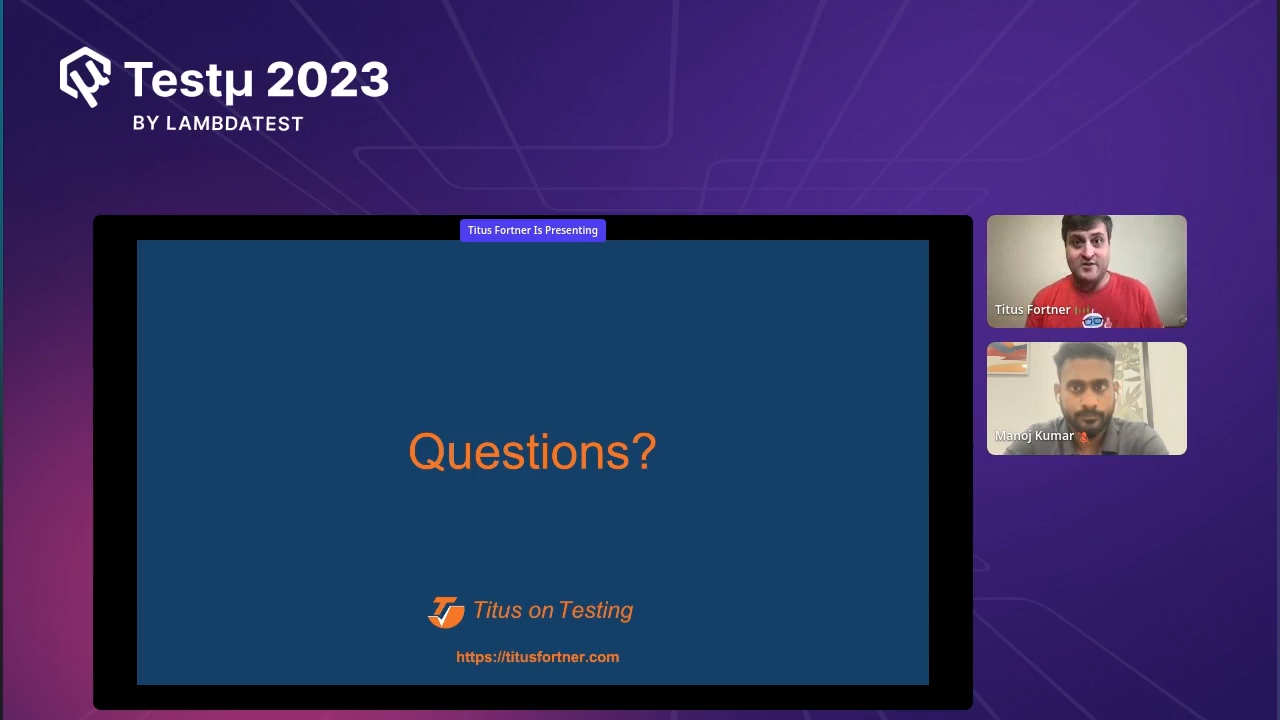 Testμ 2023
BY LAMBDATEST
Titus Fortner Is Presenting
Questions?
Titus on Testing
https://titusfortner.com
Titus Fortner
Manoj Kumar